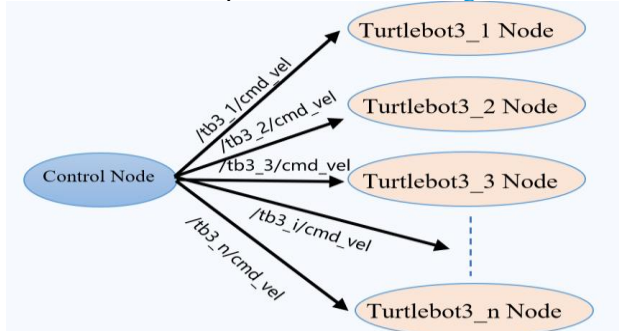 Turtlebot3_1 Node
/tb3_1/cmd_vel
/tb3_2/cmd_vel
Turtlebot3_2 Node
Control Node
/tb3_3/cmd_vel
Turtlebot3_3 Node
/tb3_i/cmd_vel
/tb3_n/cmd_vel
Turtlebot3_n Node